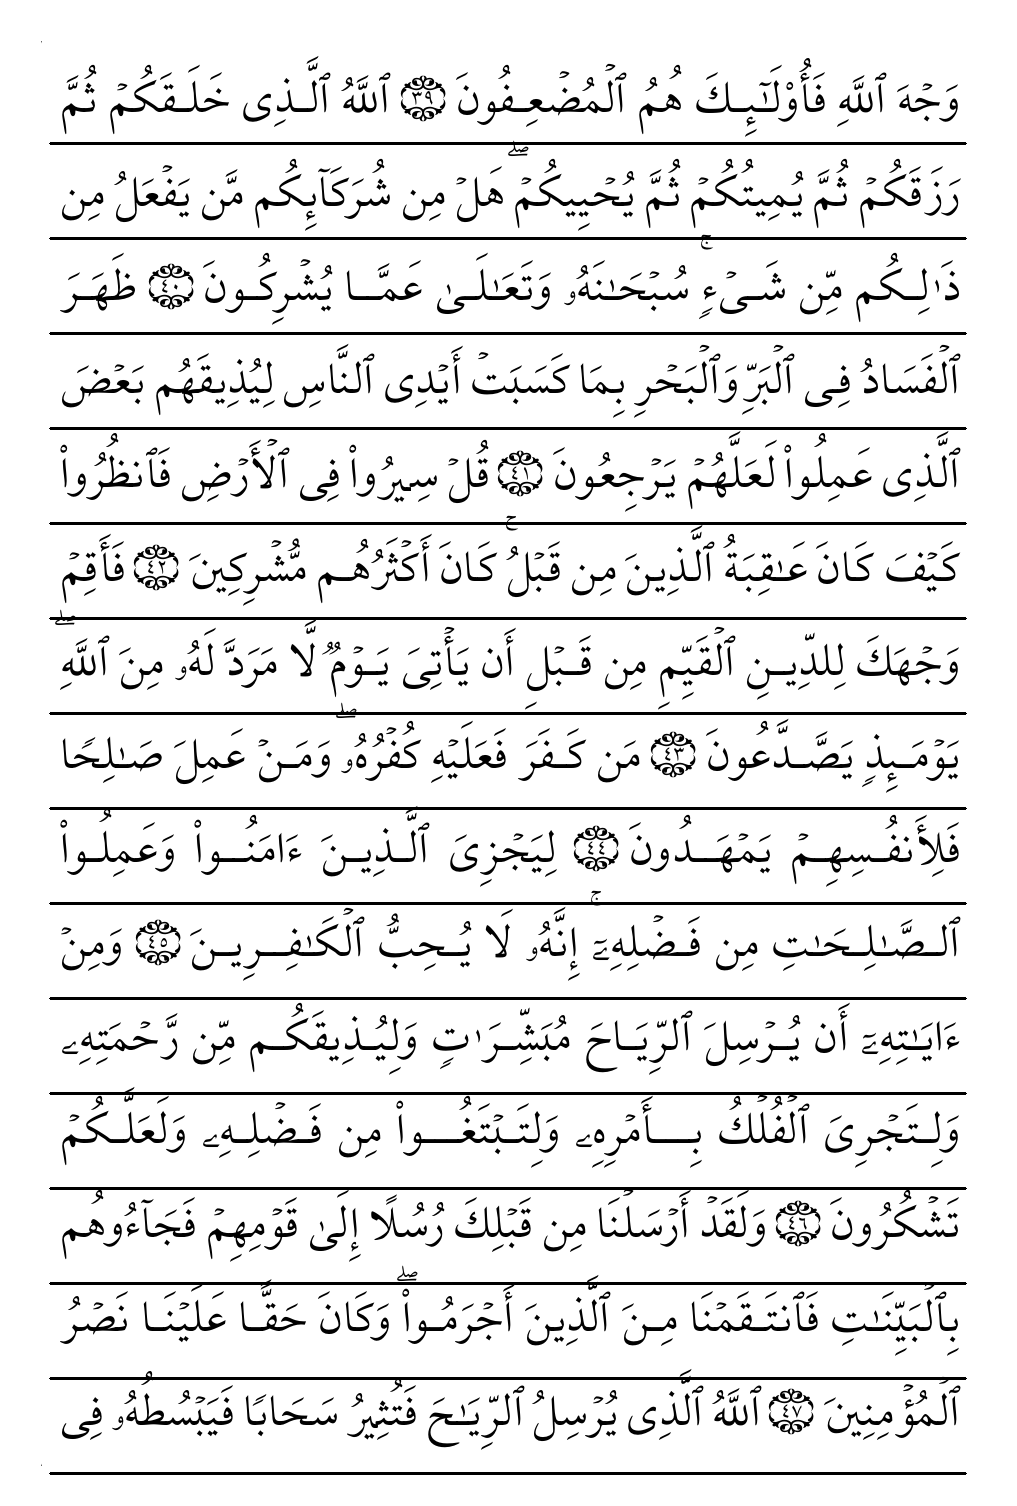 وَجْهَ ٱللَّهِ فَأُو۟لَـٰٓئِكَ هُمُ ٱلْمُضْعِفُونَ ۝٣٩ ٱللَّهُ ٱلَّذِى خَلَقَكُمْ ثُمَّ
رَزَقَكُمْ ثُمَّ يُمِيتُكُمْ ثُمَّ يُحْيِيكُمْ ۖ هَلْ مِن شُرَكَآئِكُم مَّن يَفْعَلُ مِن
ذَٰلِكُم مِّن شَىْءٍ ۚ سُبْحَـٰنَهُۥ وَتَعَـٰلَىٰ عَمَّا يُشْرِكُونَ ۝٤٠ ظَهَرَ
ٱلْفَسَادُ فِى ٱلْبَرِّ وَٱلْبَحْرِ بِمَا كَسَبَتْ أَيْدِى ٱلنَّاسِ لِيُذِيقَهُم بَعْضَ
ٱلَّذِى عَمِلُوا۟ لَعَلَّهُمْ يَرْجِعُونَ ۝٤١ قُلْ سِيرُوا۟ فِى ٱلْأَرْضِ فَٱنظُرُوا۟
كَيْفَ كَانَ عَـٰقِبَةُ ٱلَّذِينَ مِن قَبْلُ ۚ كَانَ أَكْثَرُهُم مُّشْرِكِينَ ۝٤٢ فَأَقِمْ
وَجْهَكَ لِلدِّينِ ٱلْقَيِّمِ مِن قَبْلِ أَن يَأْتِىَ يَوْمٌ لَّا مَرَدَّ لَهُۥ مِنَ ٱللَّهِ ۖ
يَوْمَئِذٍ يَصَّدَّعُونَ ۝٤٣ مَن كَفَرَ فَعَلَيْهِ كُفْرُهُۥ ۖ وَمَنْ عَمِلَ صَـٰلِحًا
فَلِأَنفُسِهِمْ يَمْهَدُونَ ۝٤٤ لِيَجْزِىَ ٱلَّذِينَ ءَامَنُوا۟ وَعَمِلُوا۟
ٱلصَّـٰلِحَـٰتِ مِن فَضْلِهِۦٓ ۚ إِنَّهُۥ لَا يُحِبُّ ٱلْكَـٰفِرِينَ ۝٤٥ وَمِنْ
ءَايَـٰتِهِۦٓ أَن يُرْسِلَ ٱلرِّيَاحَ مُبَشِّرَٰتٍ وَلِيُذِيقَكُم مِّن رَّحْمَتِهِۦ
وَلِتَجْرِىَ ٱلْفُلْكُ بِأَمْرِهِۦ وَلِتَبْتَغُوا۟ مِن فَضْلِهِۦ وَلَعَلَّكُمْ
تَشْكُرُونَ ۝٤٦ وَلَقَدْ أَرْسَلْنَا مِن قَبْلِكَ رُسُلًا إِلَىٰ قَوْمِهِمْ فَجَآءُوهُم
بِٱلْبَيِّنَـٰتِ فَٱنتَقَمْنَا مِنَ ٱلَّذِينَ أَجْرَمُوا۟ ۖ وَكَانَ حَقًّا عَلَيْنَا نَصْرُ
ٱلْمُؤْمِنِينَ ۝٤٧ ٱللَّهُ ٱلَّذِى يُرْسِلُ ٱلرِّيَـٰحَ فَتُثِيرُ سَحَابًا فَيَبْسُطُهُۥ فِى